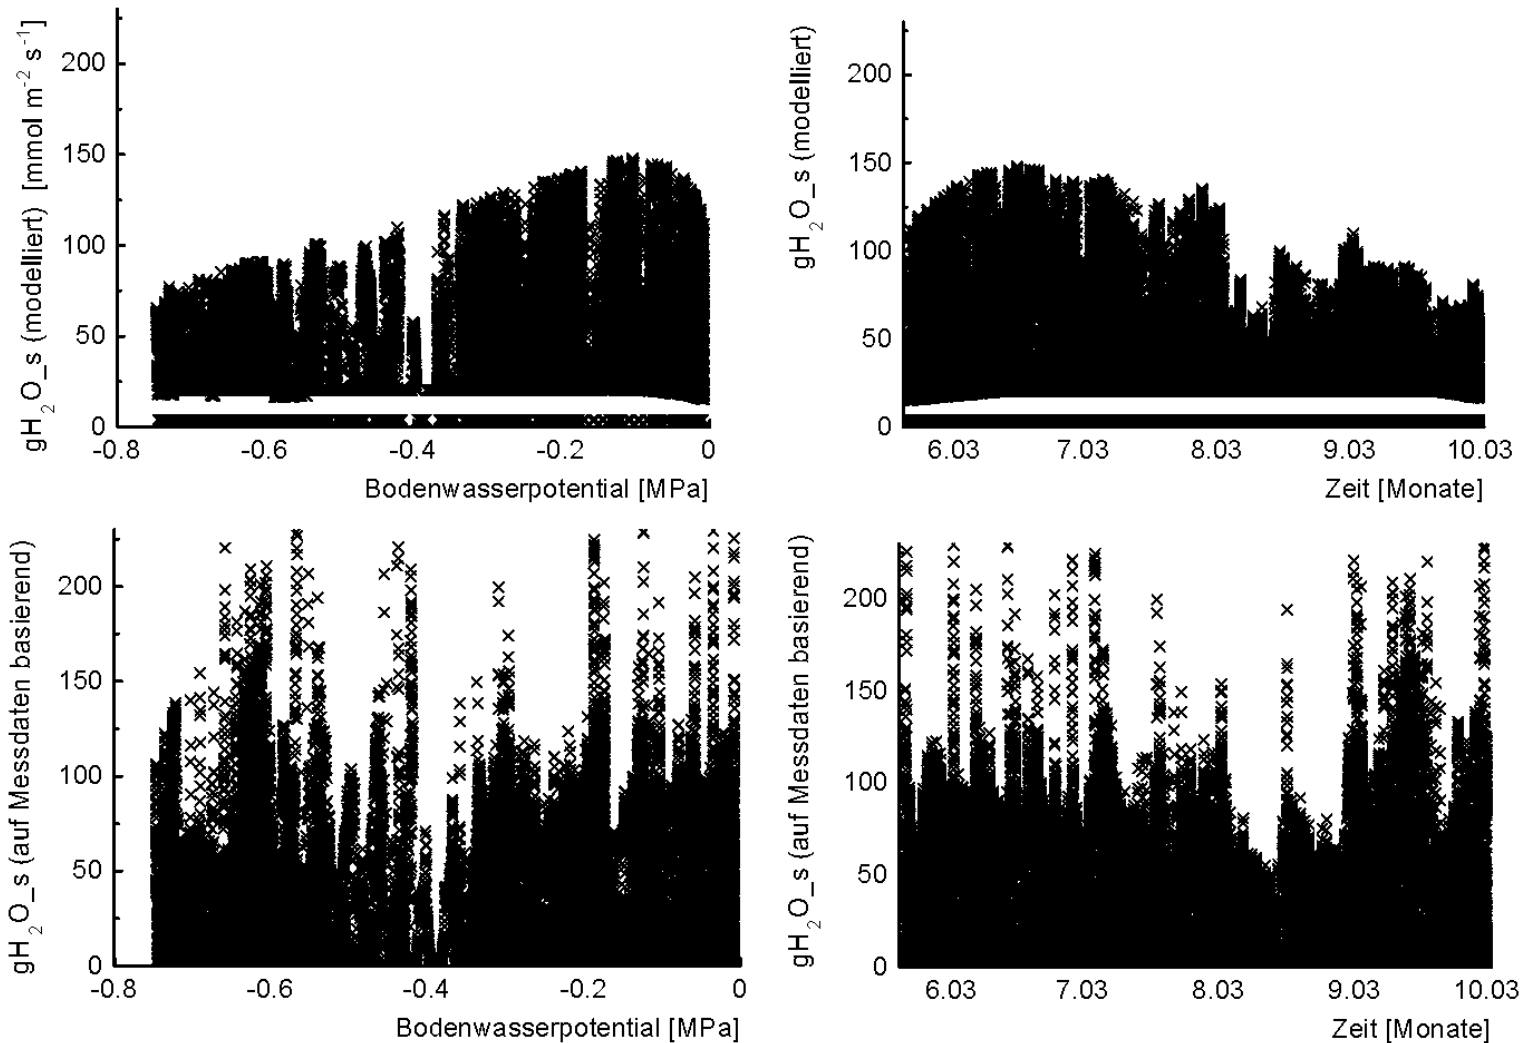 gH₂O_s (modelliert) [mmol m⁻² s⁻¹]
200
150
100
50
0
-0.8 -0.6 -0.4 -0.2 0
Bodenwasserpotential [MPa]
gH₂O_s (modelliert)
200
150
100
50
0
6.03 7.03 8.03 9.03 10.03
Zeit [Monate]
gH₂O_s (auf Messdaten basierend)
200
150
100
50
0
-0.8 -0.6 -0.4 -0.2 0
Bodenwasserpotential [MPa]
gH₂O_s (auf Messdaten basierend)
200
150
100
50
0
6.03 7.03 8.03 9.03 10.03
Zeit [Monate]